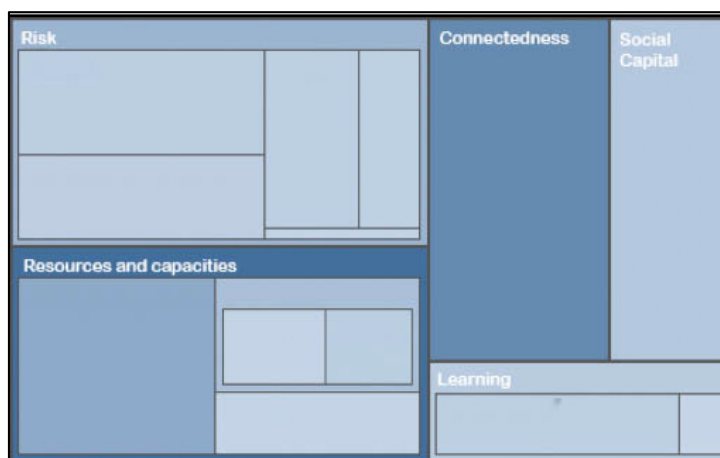 Risk
Connectedness
Social
Capital
Resources and capacities
Learning